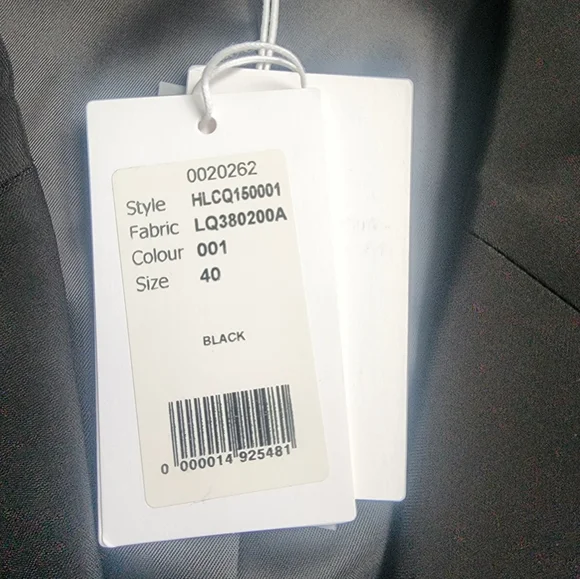 0020262
Style HLCQ150001
Fabric LQ380200A
Colour 001
Size 40
BLACK
0 000014 925481